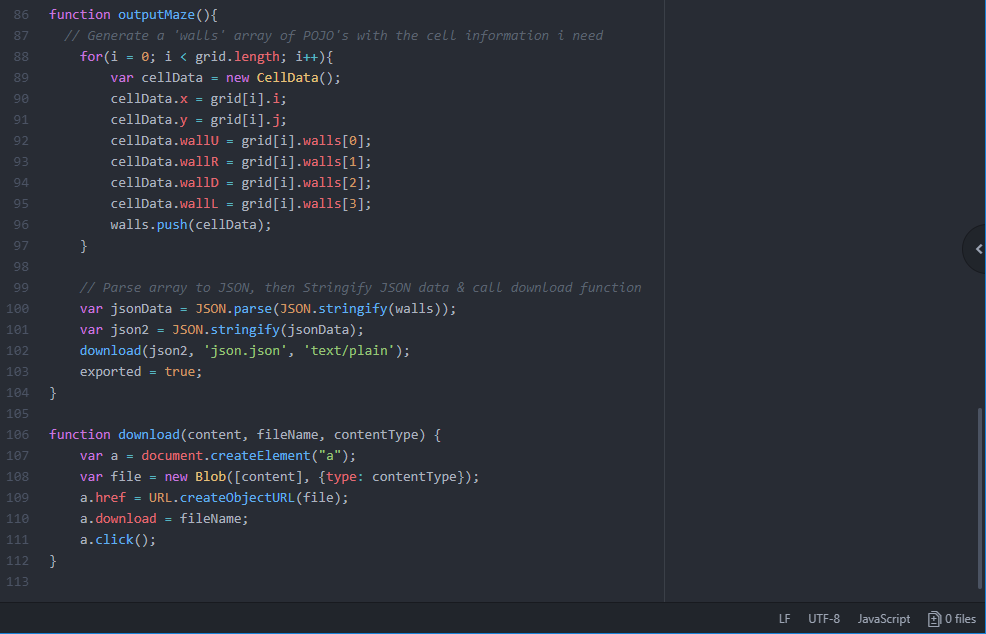 86 function outputMaze(){
87 // Generate a 'walls' array of POJO's with the cell information i need
88 for(i = 0; i < grid.length; i++){
89 var cellData = new CellData();
90 cellData.x = grid[i].i;
91 cellData.y = grid[i].j;
92 cellData.wallU = grid[i].walls[0];
93 cellData.wallR = grid[i].walls[1];
94 cellData.wallD = grid[i].walls[2];
95 cellData.wallL = grid[i].walls[3];
96 walls.push(cellData);
97 }
98
99 // Parse array to JSON, then Stringify JSON data & call download function
100 var jsonData = JSON.parse(JSON.stringify(walls));
101 var json2 = JSON.stringify(jsonData);
102 download(json2, 'json.json', 'text/plain');
103 exported = true;
104 }
105
106 function download(content, fileName, contentType) {
107 var a = document.createElement("a");
108 var file = new Blob([content], {type: contentType});
109 a.href = URL.createObjectURL(file);
110 a.download = fileName;
111 a.click();
112 }
113
LF UTF-8 JavaScript 0 files